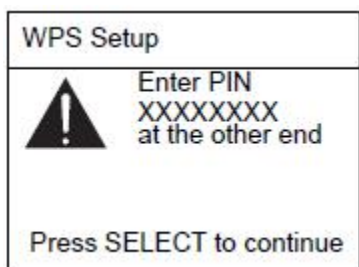 WPS Setup
Enter PIN
XXXXXXXX
at the other end
Press SELECT to continue